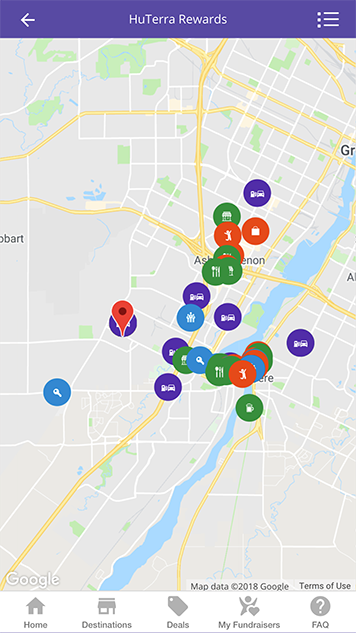 HuTerra Rewards
Gr
obart
Ash
enon
Al
ere
Google
Map data ©2018 Google
Terms of Use
Home
Destinations
Deals
My Fundraisers
FAQ